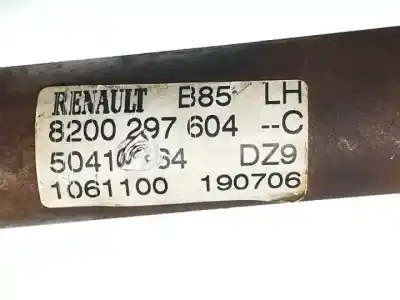 RENAULT B85 LH
8200 297 604 --C
DZ9
1061100 190706